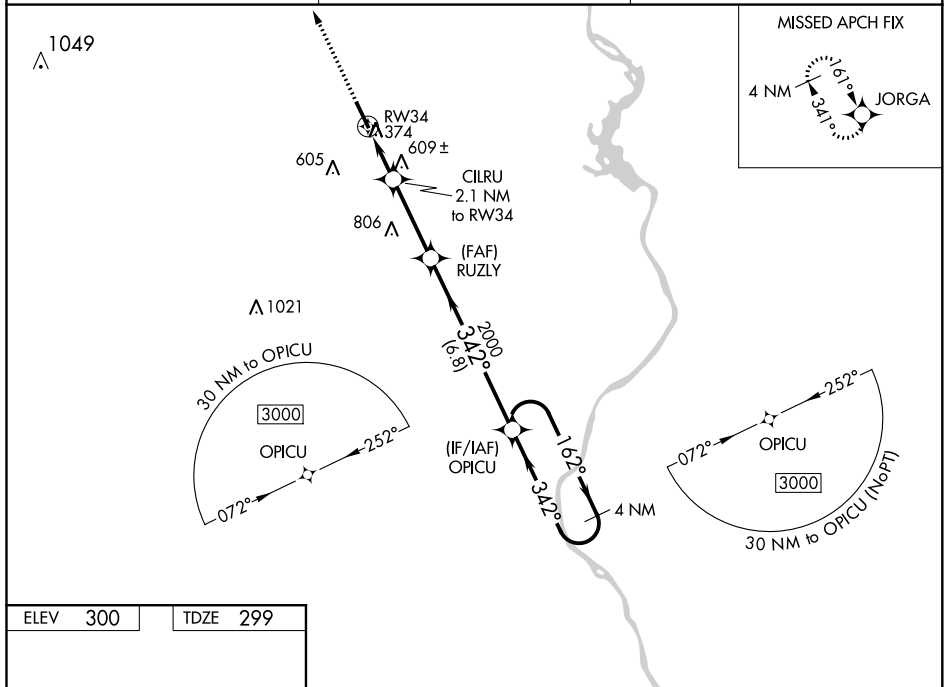 1049
MISSED APCH FIX
4 NM
161°
341°
JORGA
RW34
374
609 ±
605
CILRU
2.1 NM
to RW34
806
(FAF)
RUZLY
1021
2000
342°
(6.8)
30 NM to OPICU
3000
OPICU
072°
252°
(IF/IAF)
OPICU
162°
342°
4 NM
072°
252°
OPICU
3000
30 NM to OPICU (NoPT)
ELEV 300
TDZE 299